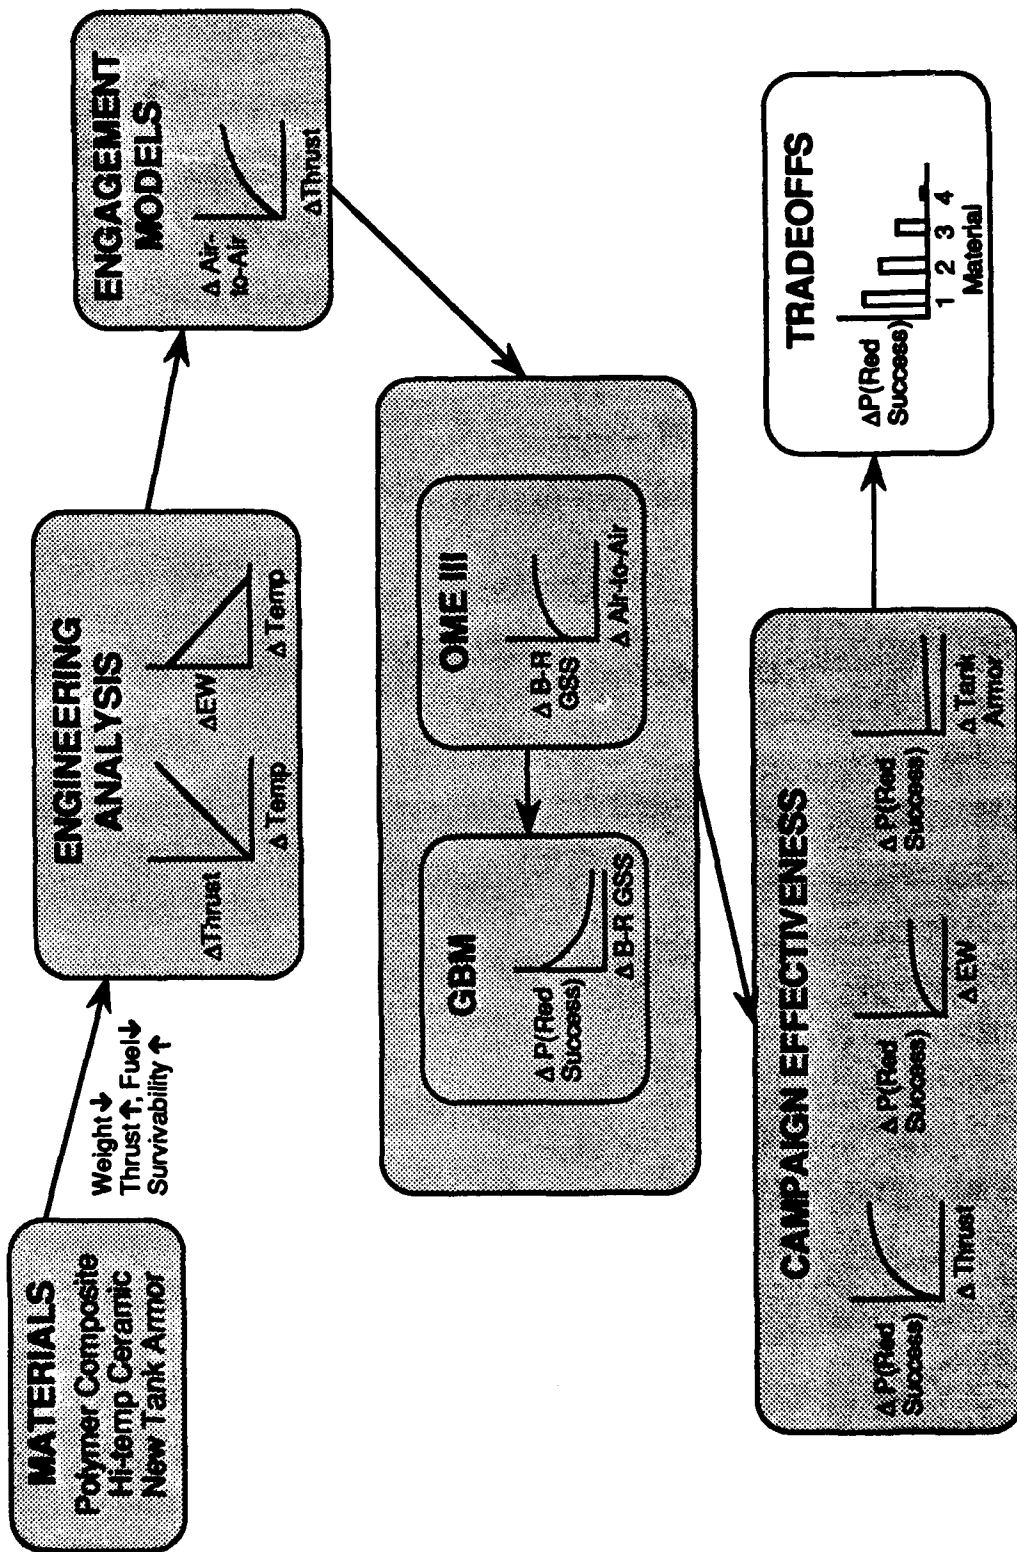 MATERIALS
Polymer Composite
Hi-temp Ceramic
New Tank Armor
Weight ↓
Thrust ↑, Fuel ↓
Survivability ↑
ENGINEERING
ANALYSIS
ΔThrust
Δ Temp
ΔEW
Δ Temp
ENGAGEMENT
MODELS
Δ Air-
to-Air
ΔThrust
GBM
Δ P(Red
Success)
Δ B-R GSS
OME III
Δ B-R
GSS
Δ Air-to-Air
CAMPAIGN EFFECTIVENESS
Δ P(Red
Success)
Δ Thrust
Δ P(Red
Success)
Δ EW
Δ P(Red
Success)
Δ Tank
Armor
TRADEOFFS
ΔP(Red
Success)
1 2 3 4
Material